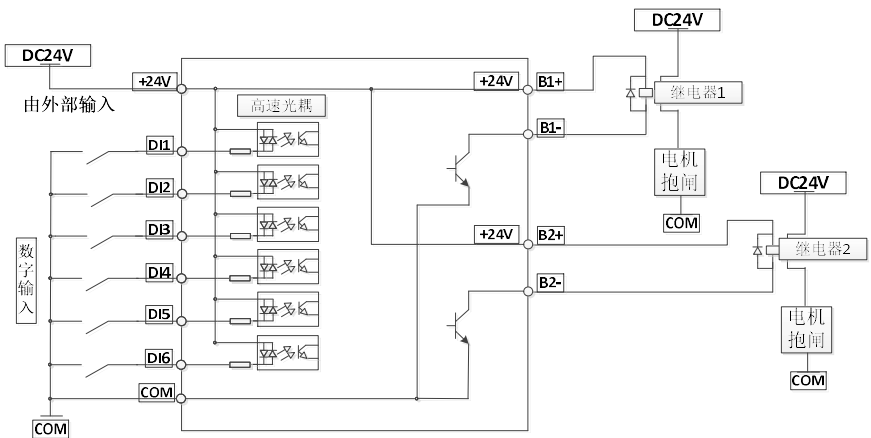 DC24V
由外部输入
+24V
高速光耦
DI1
DI2
DI3
DI4
DI5
DI6
COM
数字输入
COM
+24V
B1+
B1-
+24V
B2+
B2-
DC24V
继电器1
电机
抱闸
COM
DC24V
继电器2
电机
抱闸
COM